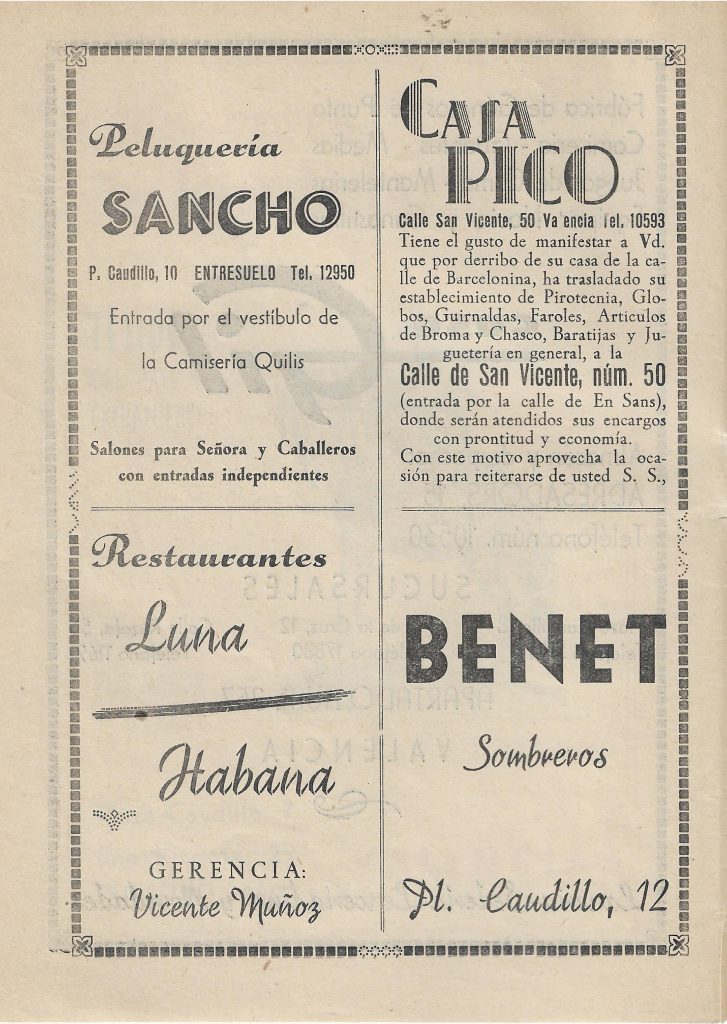 Peluquería
SANCHO
P. Caudillo, 10 ENTRESUELO Tel. 12950
Entrada por el vestíbulo de
la Camisería Quilis
Salones para Señora y Caballeros
con entradas independientes
CASA
PICO
Calle San Vicente, 50 Va encia Tel. 10593
Tiene el gusto de manifestar a Vd.
que por derribo de su casa de la ca-
lle de Barcelonina, ha trasladado su
establecimiento de Pirotecnia, Glo-
bos, Guirnaldas, Faroles, Artículos
de Broma y Chasco, Baratijas y Ju-
guetería en general, a la
Calle de San Vicente, núm. 50
(entrada por la calle de En Sans),
donde serán atendidos sus encargos
con prontitud y economía.
Con este motivo aprovecha la oca-
sión para reiterarse de usted S. S.,
Restaurantes
Luna
Habana
GERENCIA:
Vicente Muñoz
BENET
Sombreros
Pl. Caudillo, 12